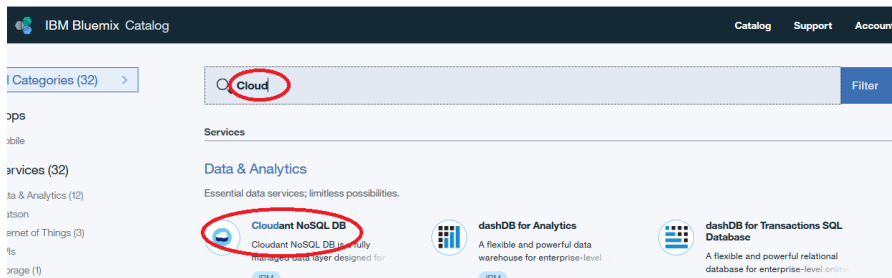 IBM Bluemix Catalog
Catalog Support Accoun
l Categories (32) >
Cloud
Filter
pps
obile
ervices (32)
ata & Analytics (12)
atson
ernet of Things (3)
PIs
orage (1)
Services
Data & Analytics
Essential data services; limitless possibilities.
Cloudant NoSQL DB
Cloudant NoSQL DB is a fully
managed data layer designed for
IBM
dashDB for Analytics
A flexible and powerful data
warehouse for enterprise-level
IBM
dashDB for Transactions SQL
Database
A flexible and powerful relational
database for enterprise-level online